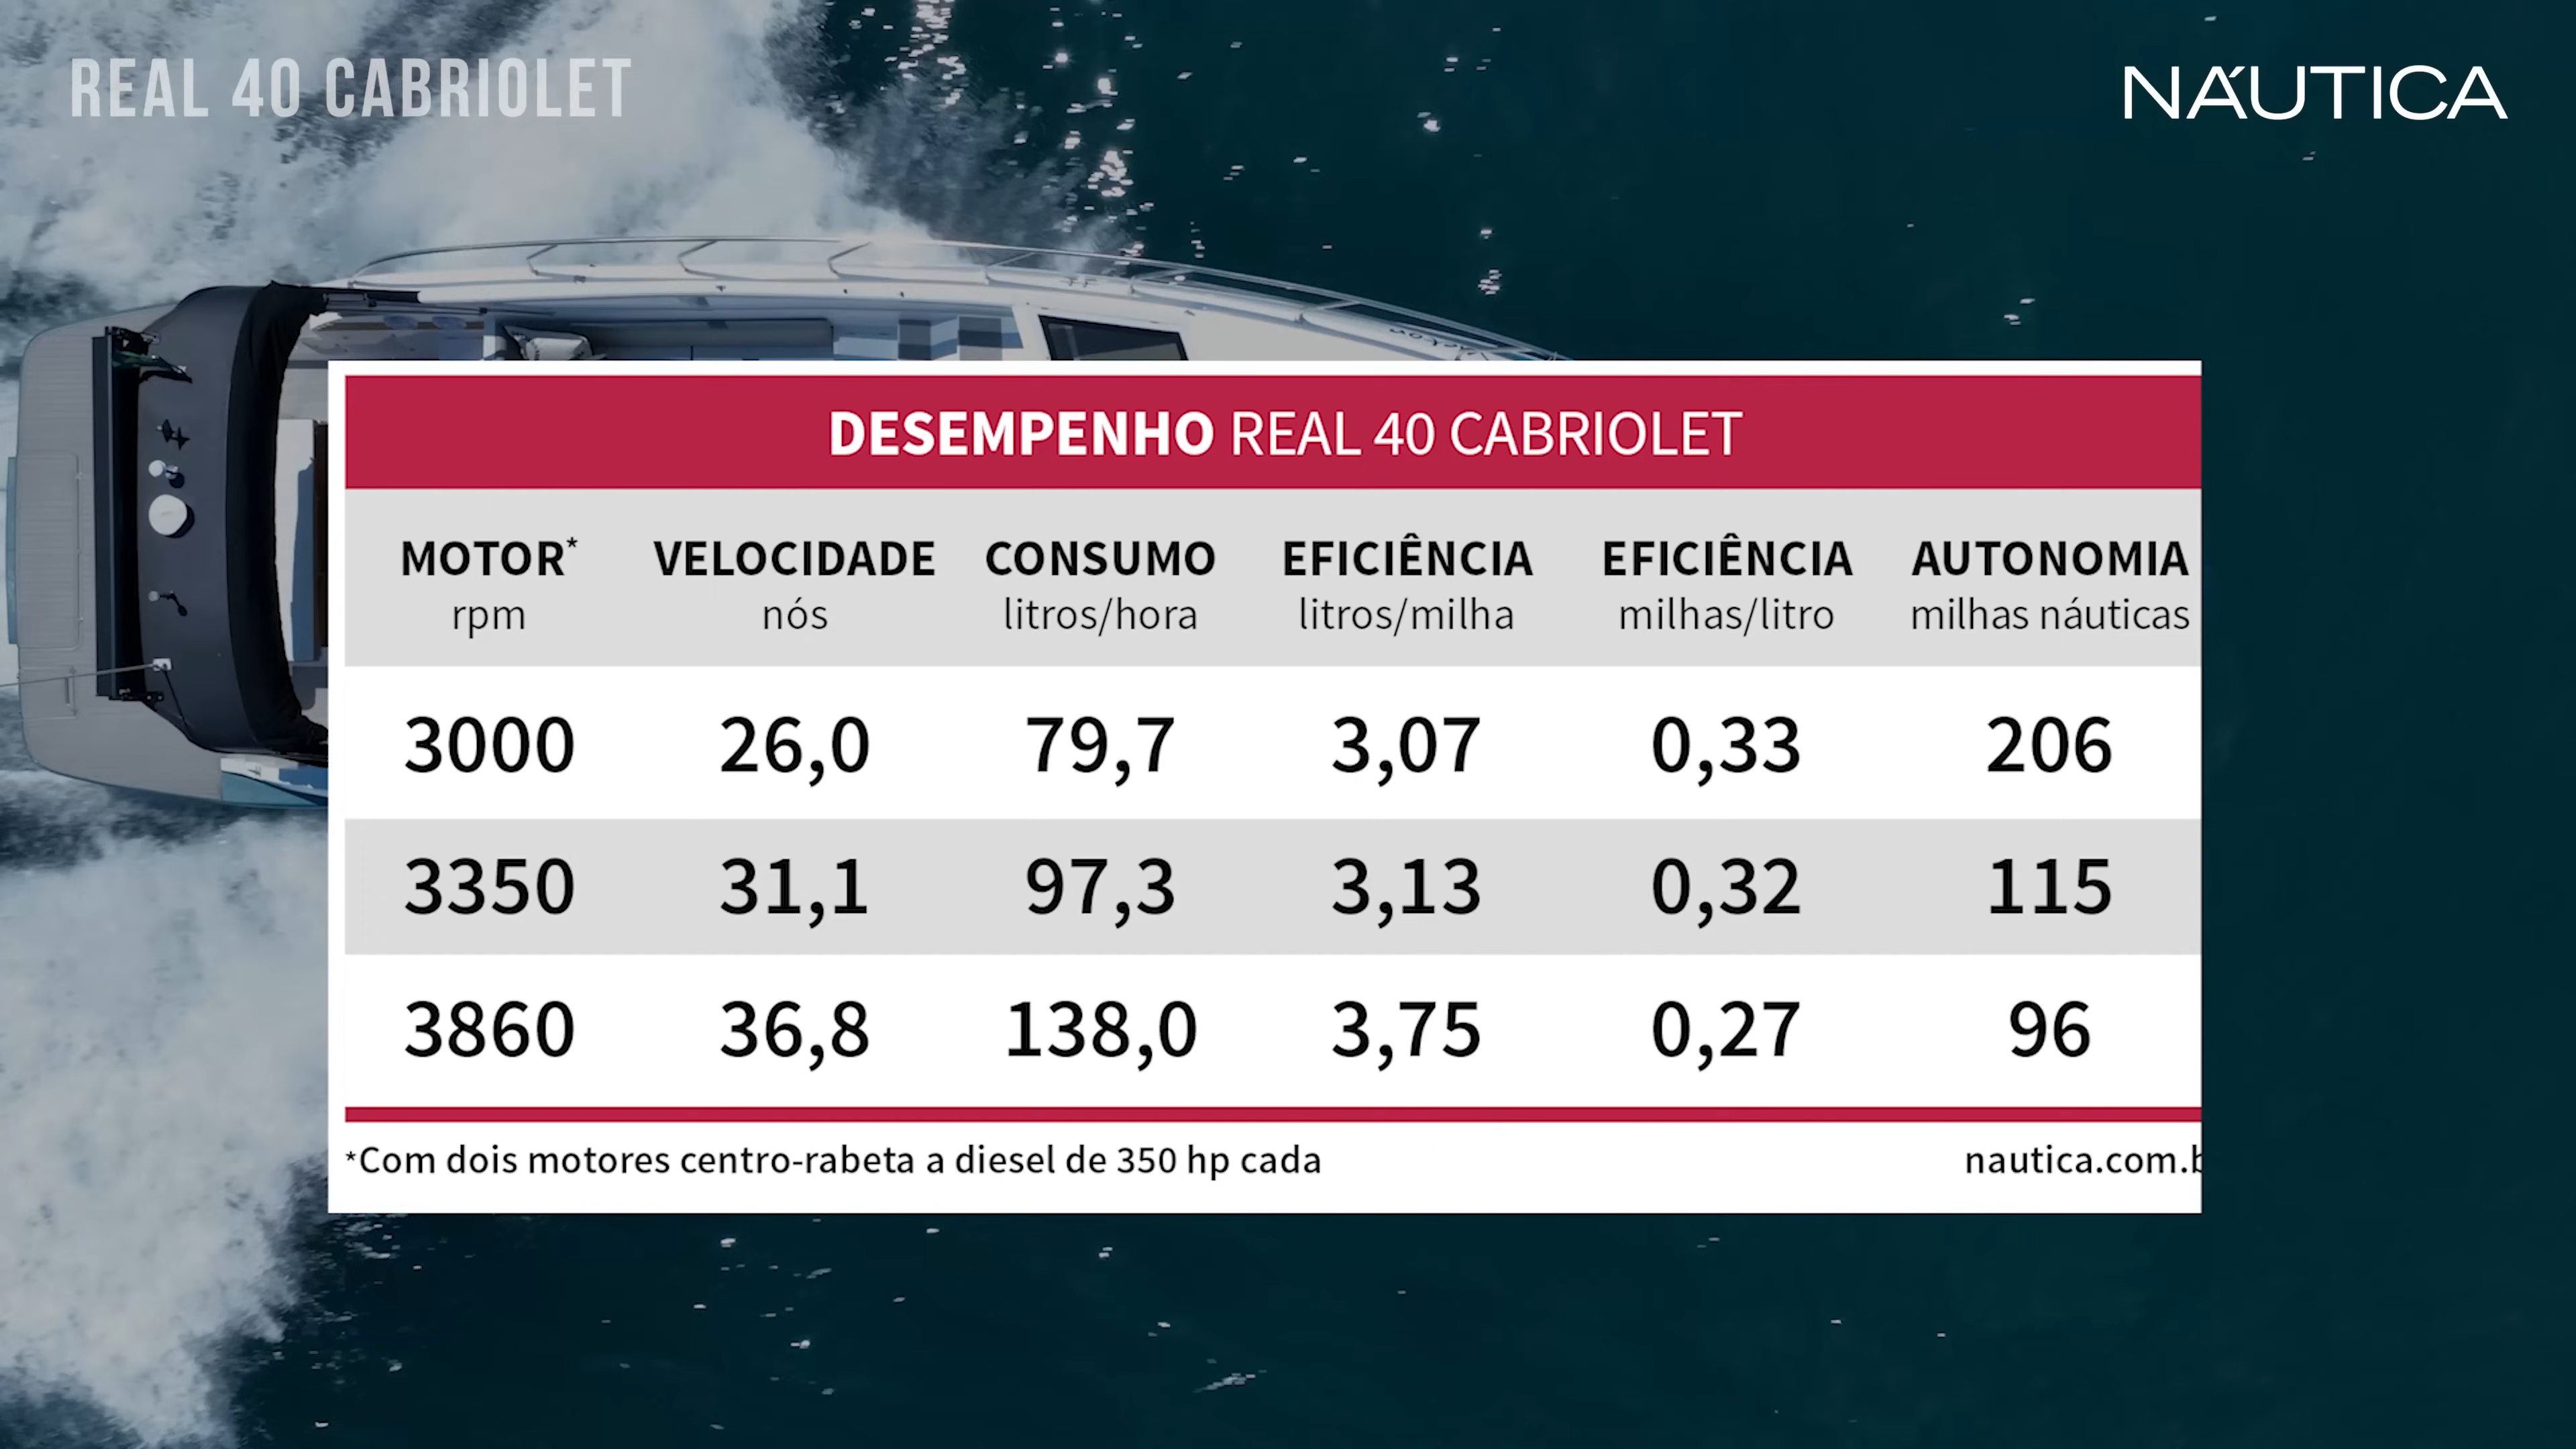 REAL 40 CABRIOLET
NÁUTICA
DESEMPENHO REAL 40 CABRIOLET
MOTOR* VELOCIDADE CONSUMO EFICIÊNCIA EFICIÊNCIA AUTONOMIA
rpm nós litros/hora litros/milha milhas/litro milhas náuticas
3000 26,0 79,7 3,07 0,33 206
3350 31,1 97,3 3,13 0,32 115
3860 36,8 138,0 3,75 0,27 96
*Com dois motores centro-rabeta a diesel de 350 hp cada nautica.com.b